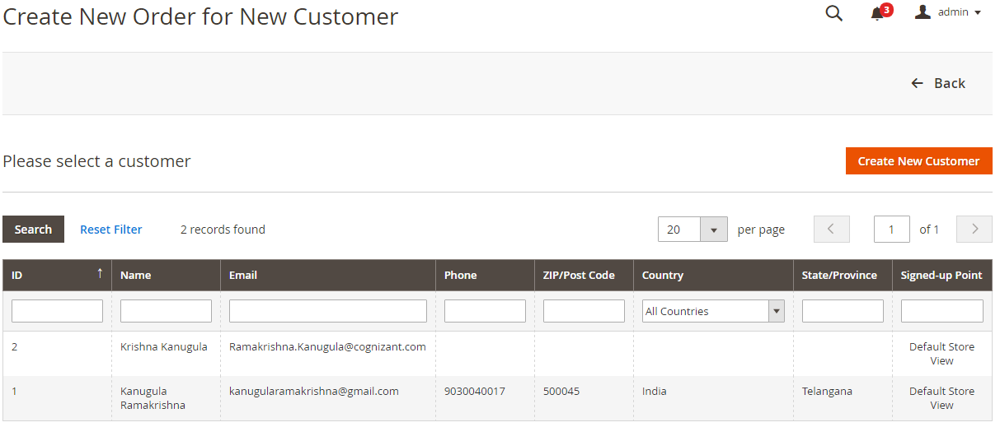 Create New Order for New Customer
3
admin
Back
Please select a customer
Create New Customer
Search Reset Filter 2 records found 20 per page 1 of 1
ID Name Email Phone ZIP/Post Code Country State/Province Signed-up Point
All Countries
2 Krishna Kanugula Ramakrishna.Kanugula@cognizant.com Default Store
View
1 Kanugula kanugularamakrishna@gmail.com 9030040017 500045 India Telangana Default Store
Ramakrishna View